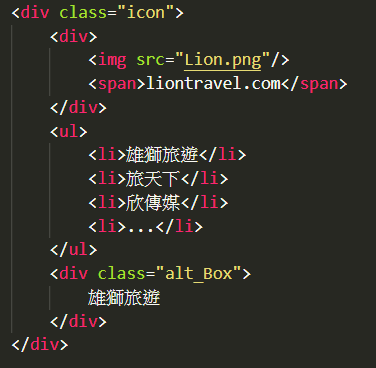 <div class="icon">
<div>
<img src="Lion.png"/>
<span>liontravel.com</span>
</div>
<ul>
<li>雄獅旅遊</li>
<li>旅天下</li>
<li>欣傳媒</li>
<li>...</li>
</ul>
<div class="alt_Box">
雄獅旅遊
</div>
</div>